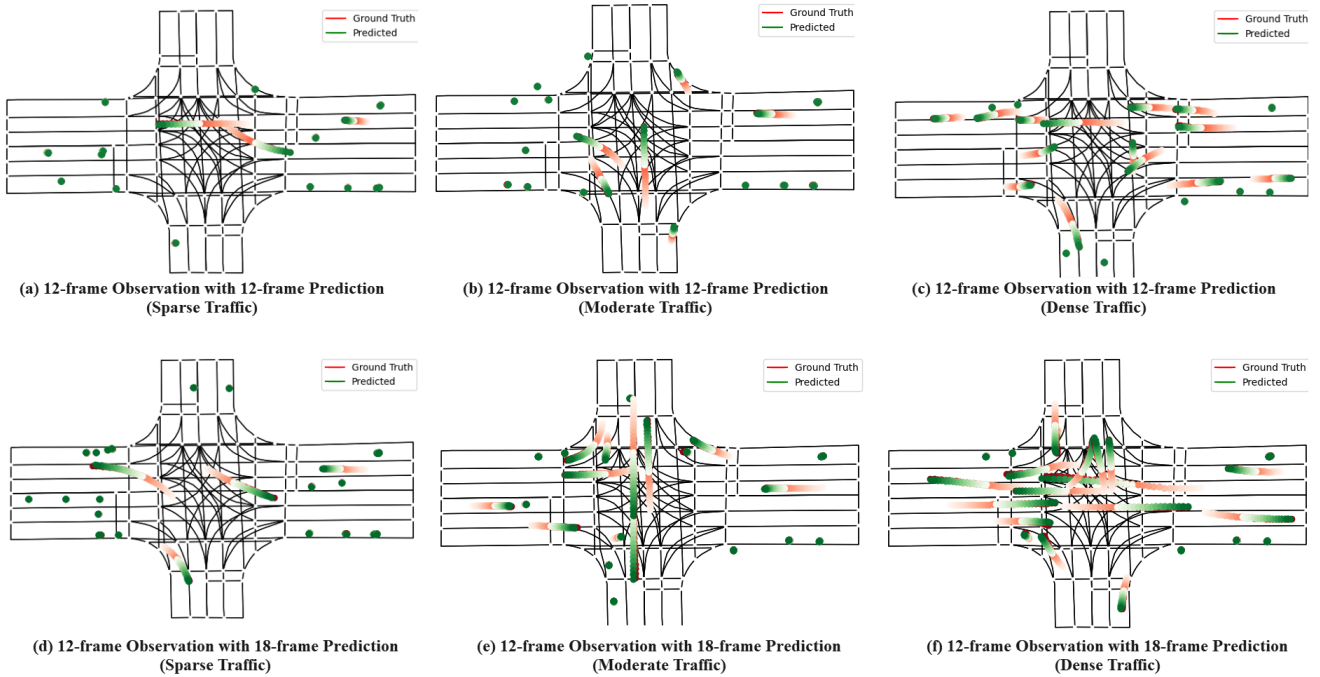 Ground Truth
Predicted
Ground Truth
Predicted
Ground Truth
Predicted
(a) 12-frame Observation with 12-frame Prediction
(Sparse Traffic)
(b) 12-frame Observation with 12-frame Prediction
(Moderate Traffic)
(c) 12-frame Observation with 12-frame Prediction
(Dense Traffic)
Ground Truth
Predicted
Ground Truth
Predicted
Ground Truth
Predicted
(d) 12-frame Observation with 18-frame Prediction
(Sparse Traffic)
(e) 12-frame Observation with 18-frame Prediction
(Moderate Traffic)
(f) 12-frame Observation with 18-frame Prediction
(Dense Traffic)